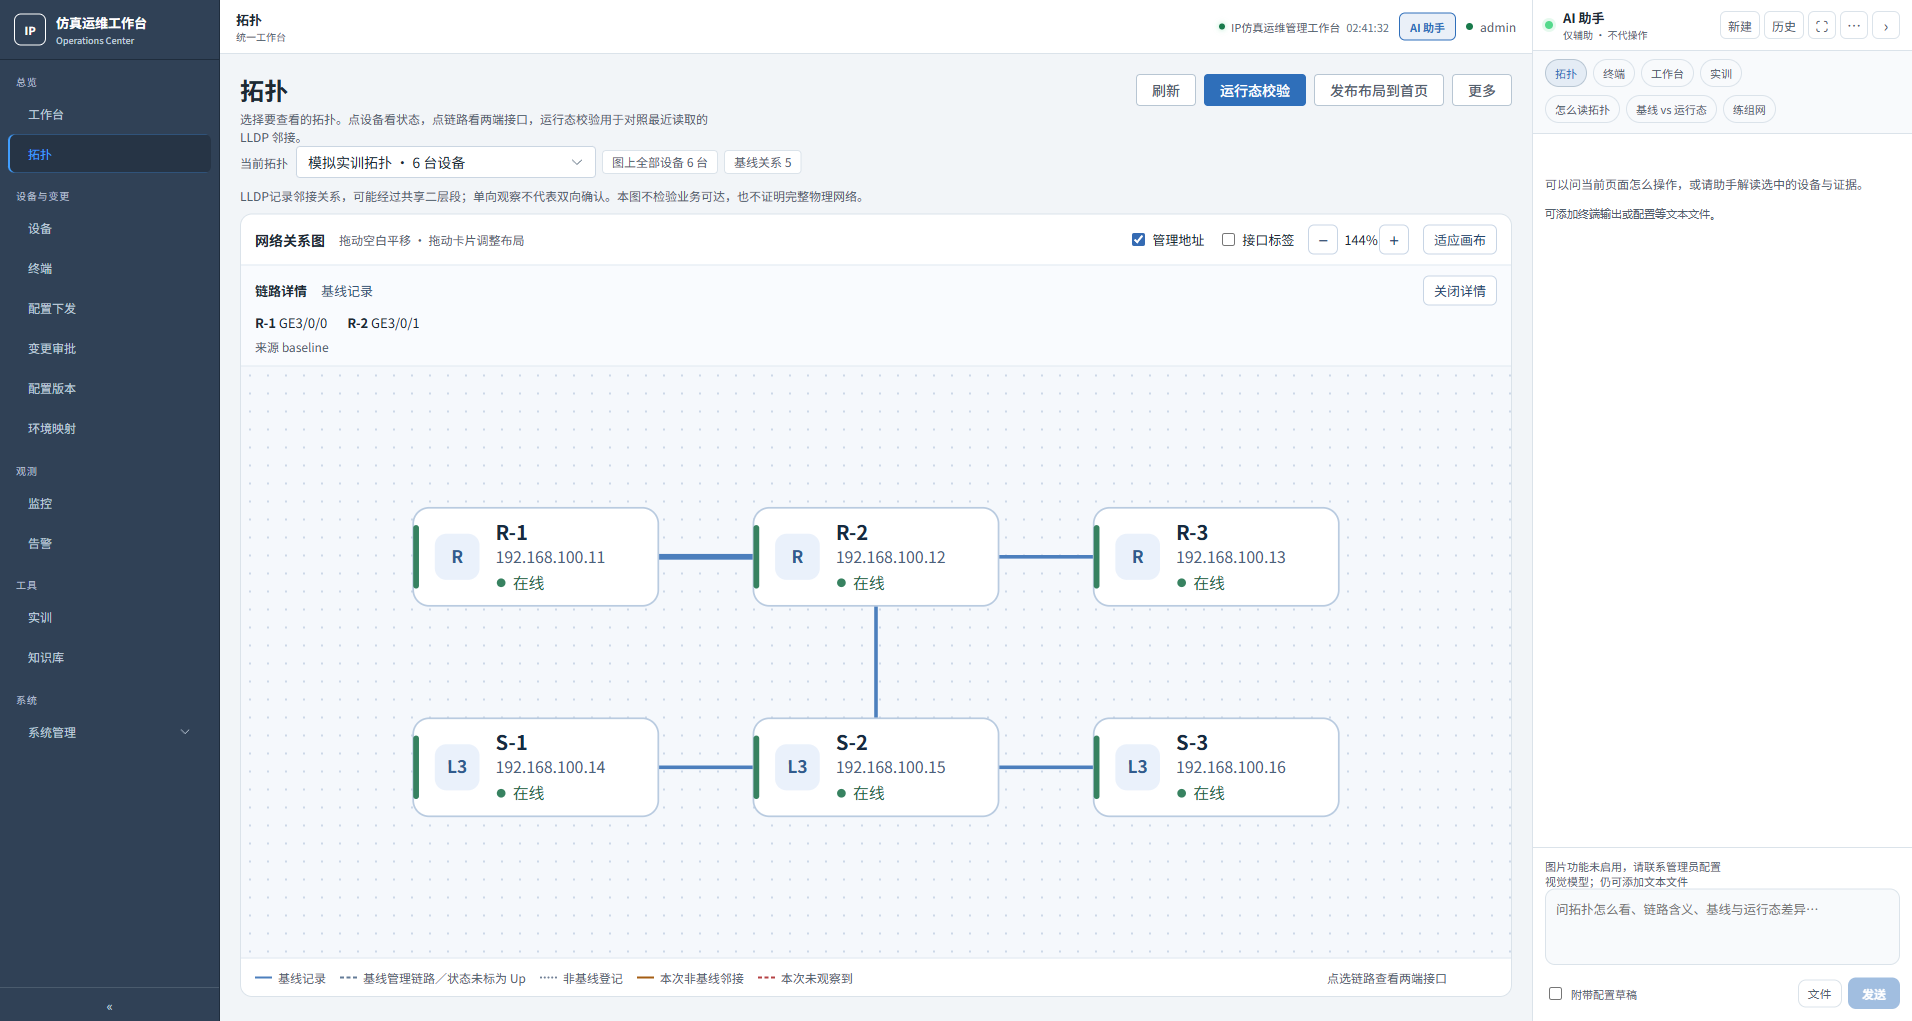 IP
仿真运维工作台
Operations Center
总览
工作台
拓扑
设备与变更
设备
终端
配置下发
变更审批
配置版本
环境映射
观测
监控
告警
工具
实训
知识库
系统
系统管理
«
拓扑
统一工作台
IP仿真运维管理工作台 02:41:32
AI 助手
admin
拓扑
选择要查看的拓扑。点设备看状态，点链路看两端接口，运行态校验用于对照最近读取的
LLDP 邻接。
刷新
运行态校验
发布布局到首页
更多
当前拓扑
模拟实训拓扑 · 6 台设备
图上全部设备 6 台
基线关系 5
LLDP记录邻接关系，可能经过共享二层段；单向观察不代表双向确认。本图不检验业务可达，也不证明完整物理网络。
网络关系图 拖动空白平移 · 拖动卡片调整布局
管理地址
接口标签
− 144% +
适应画布
链路详情 基线记录
关闭详情
R-1 GE3/0/0 R-2 GE3/0/1
来源 baseline
R
R-1
192.168.100.11
在线
R
R-2
192.168.100.12
在线
R
R-3
192.168.100.13
在线
L3
S-1
192.168.100.14
在线
L3
S-2
192.168.100.15
在线
L3
S-3
192.168.100.16
在线
基线记录
基线管理链路／状态未标为 Up
非基线登记
本次非基线邻接
本次未观察到
点选链路查看两端接口
AI 助手
仅辅助 · 不代操作
新建
历史
⛶
···
›
拓扑
终端
工作台
实训
怎么读拓扑
基线 vs 运行态
练组网
可以问当前页面怎么操作，或请助手解读选中的设备与证据。
可添加终端输出或配置等文本文件。
图片功能未启用，请联系管理员配置
视觉模型；仍可添加文本文件
问拓扑怎么看、链路含义、基线与运行态差异…
附带配置草稿
文件
发送